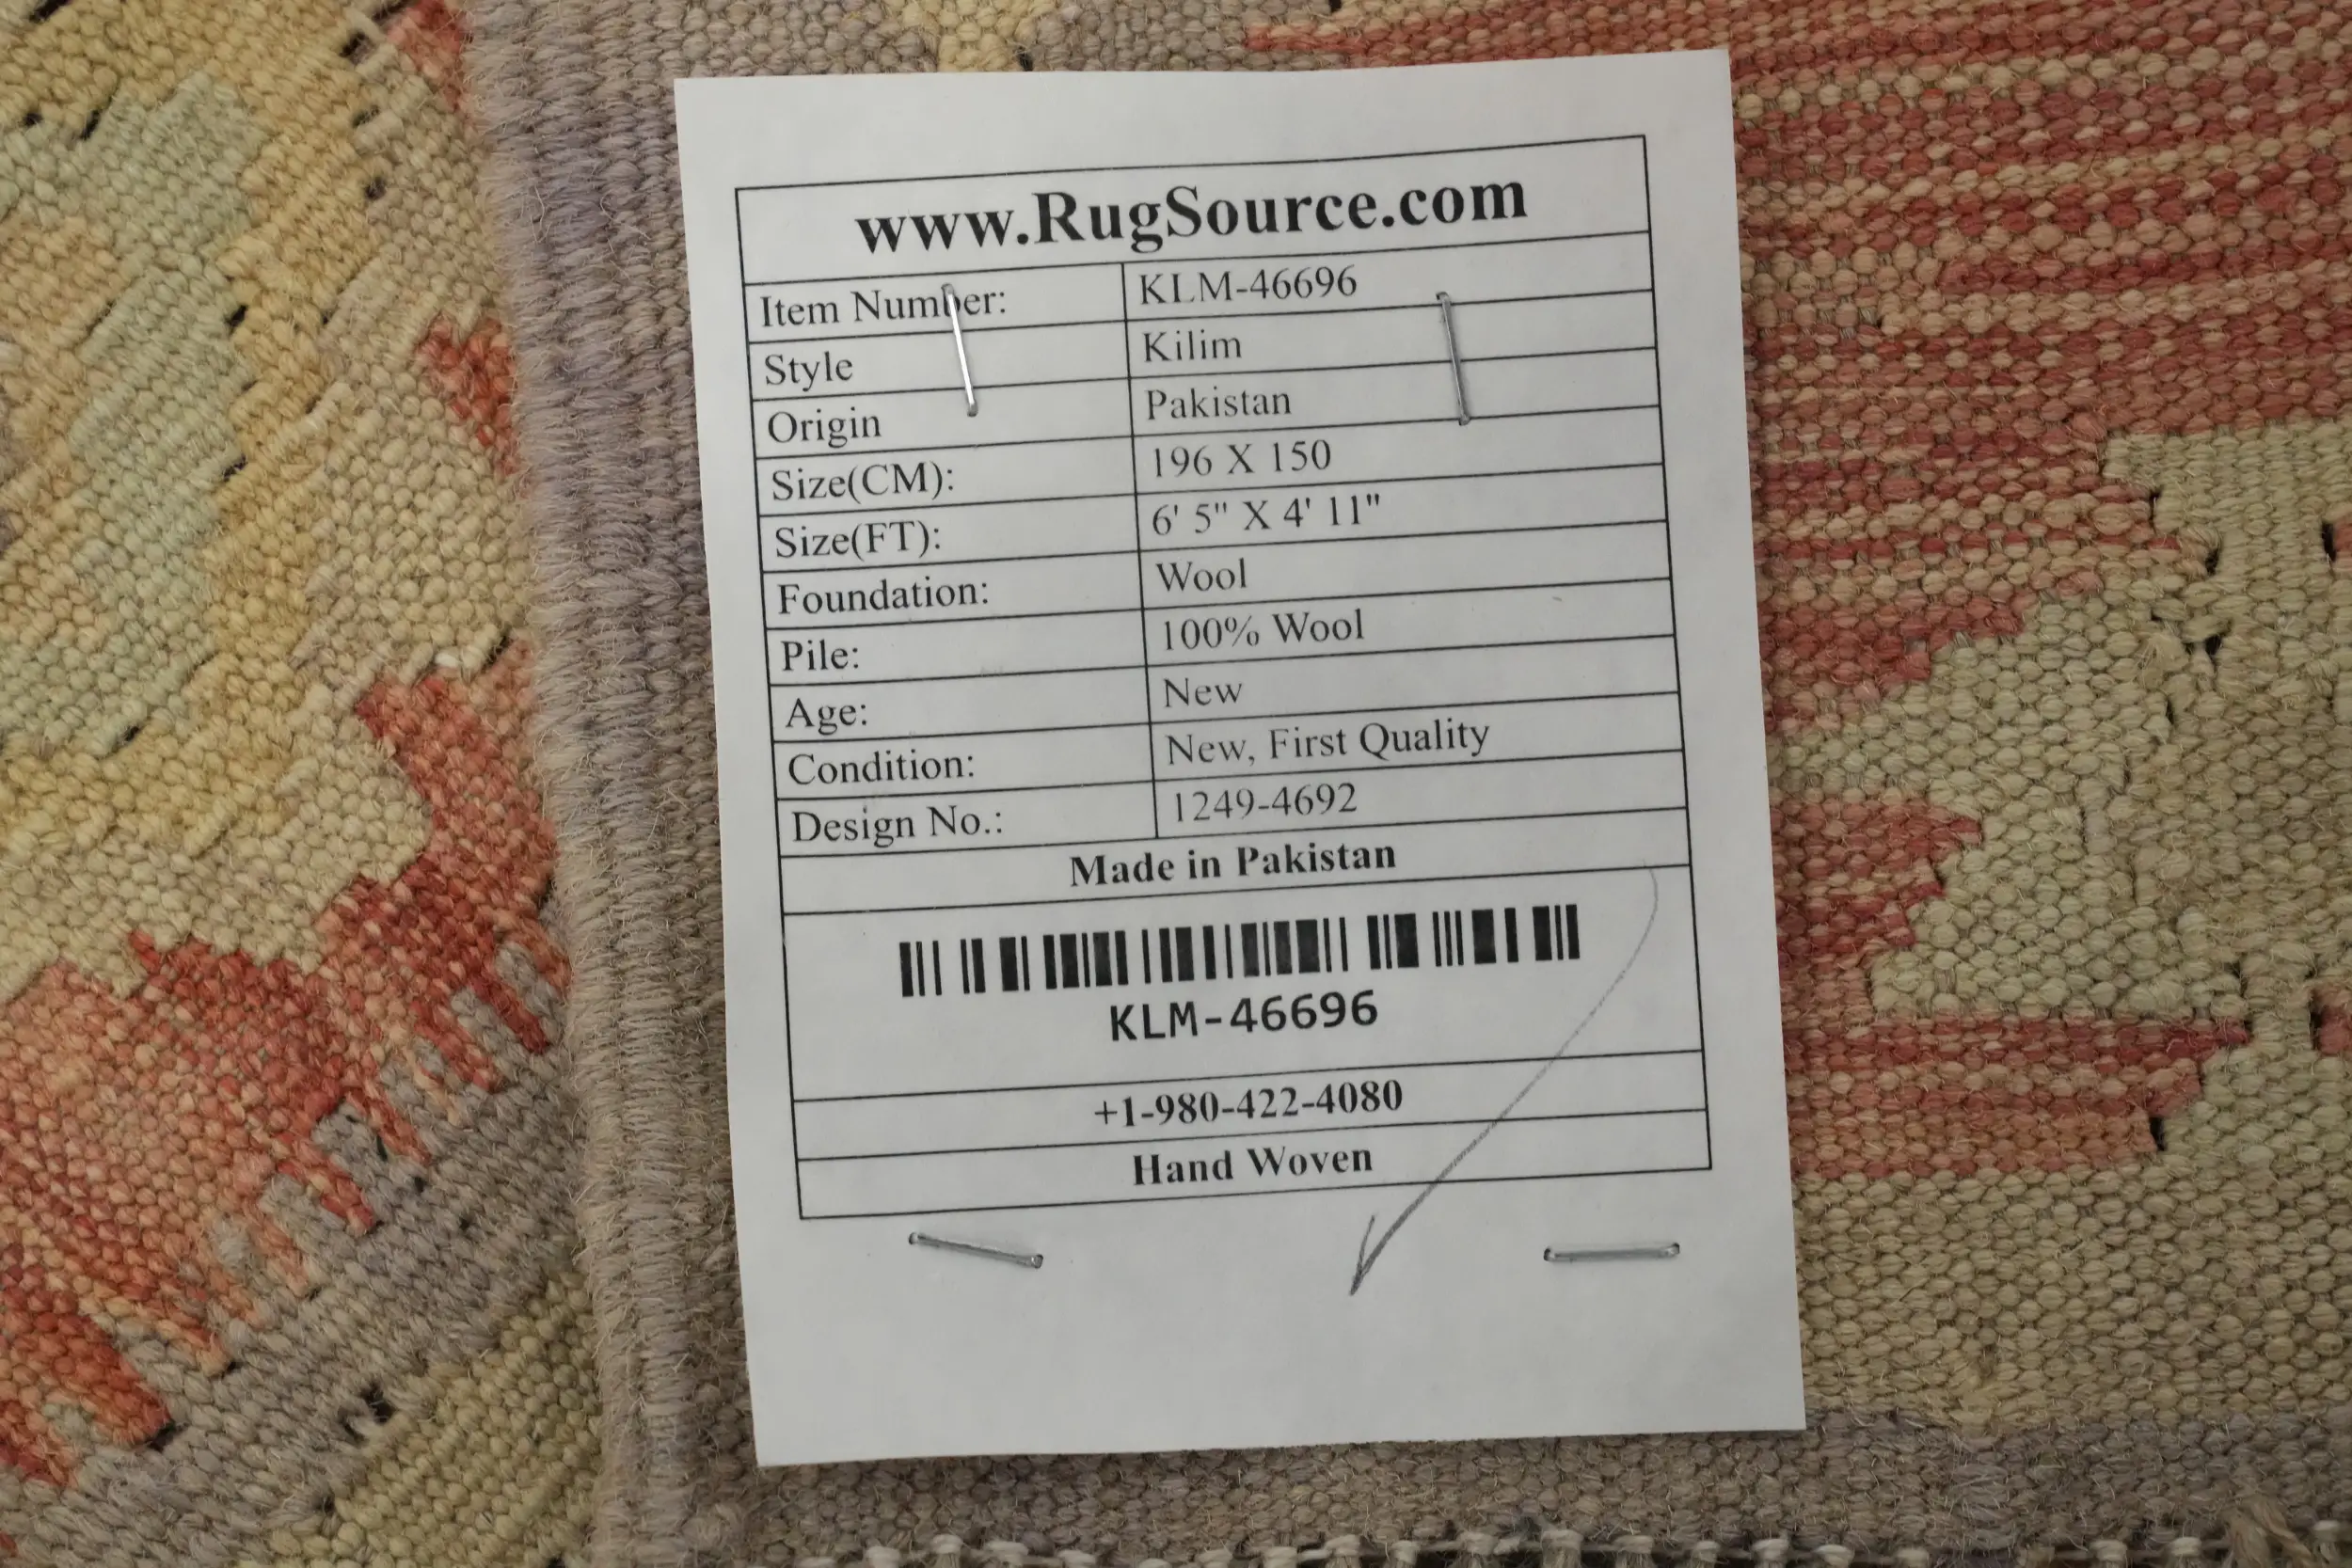 www.RugSource.com
Item Number: KLM-46696
Style Kilim
Origin Pakistan
Size(CM): 196 X 150
Size(FT): 6' 5" X 4' 11"
Foundation: Wool
Pile: 100% Wool
Age: New
Condition: New, First Quality
Design No.: 1249-4692
Made in Pakistan
KLM-46696
+1-980-422-4080
Hand Woven